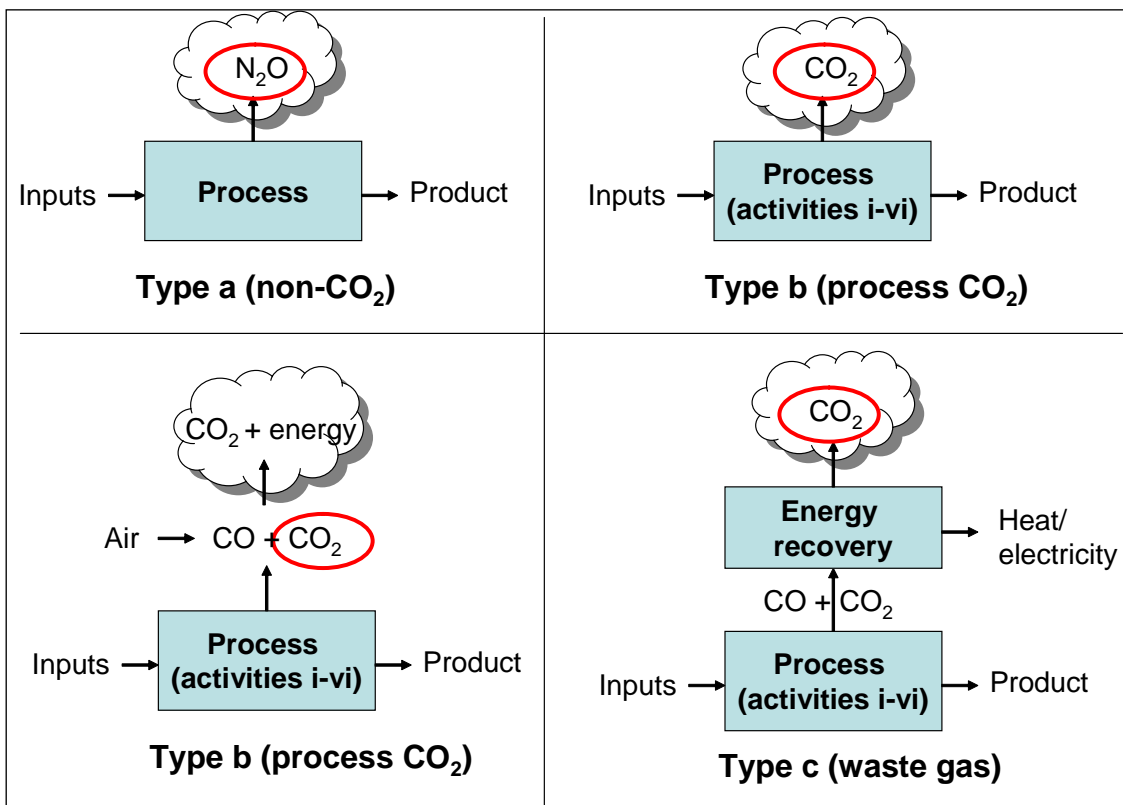 N₂O
Inputs
Process
Product
Type a (non-CO₂)
CO₂
Inputs
Process
(activities i-vi)
Product
Type b (process CO₂)
CO₂ + energy
Air
CO + CO₂
Inputs
Process
(activities i-vi)
Product
Type b (process CO₂)
CO₂
Energy
recovery
Heat/
electricity
CO + CO₂
Inputs
Process
(activities i-vi)
Product
Type c (waste gas)